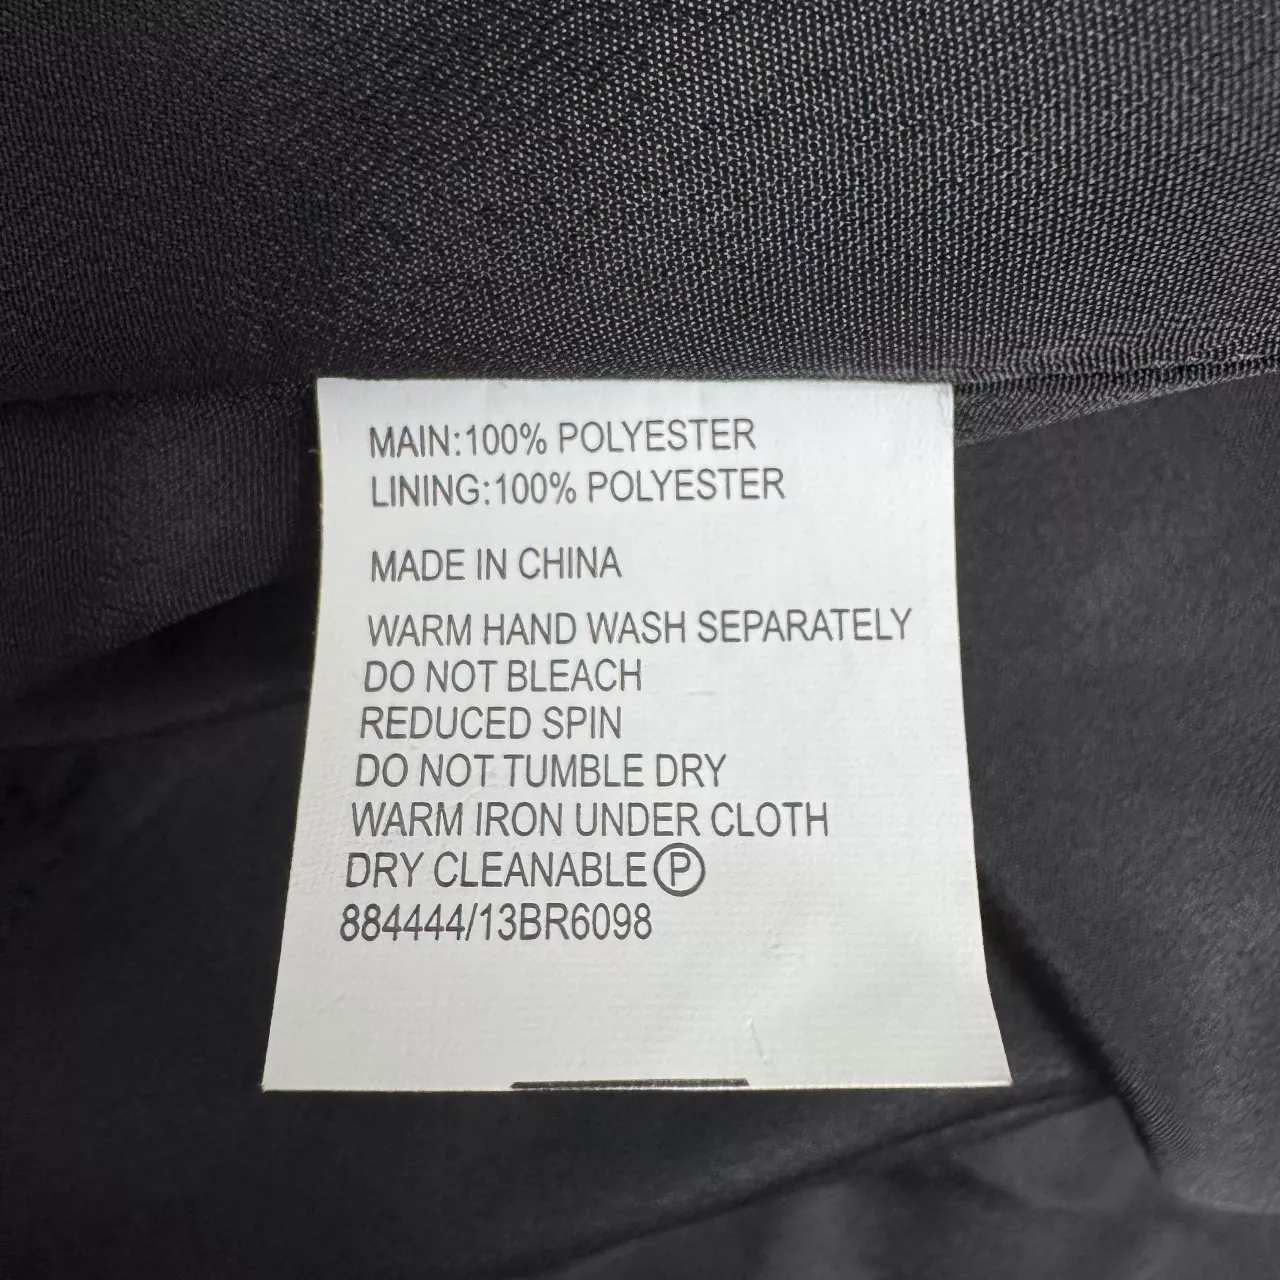 MAIN:100% POLYESTER
LINING:100% POLYESTER
MADE IN CHINA
WARM HAND WASH SEPARATELY
DO NOT BLEACH
REDUCED SPIN
DO NOT TUMBLE DRY
WARM IRON UNDER CLOTH
DRY CLEANABLE Ⓟ
884444/13BR6098